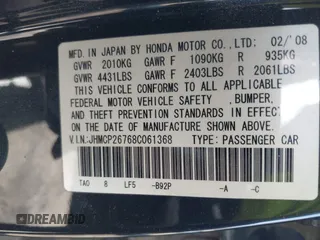 MFD. IN JAPAN BY HONDA MOTOR CO.,LTD: 02/'08
GVWR 2010KG GAWR F 1090KG R 935KG
GVWR 4431LBS GAWR F 2403LBS R 2061LBS
THIS VEHICLE CONFORMS TO ALL APPLICABLE
FEDERAL MOTOR VEHICLE SAFETY ,BUMPER,
AND THEFT PREVENTION STANDARDS IN EFFECT
ON THE DATE OF MANUFACTURE SHOWN ABOVE.
V.I.N:JHMCP26768C061368 TYPE: PASSENGER CAR
TA0 8 LF5 -B92P -A -C
DREAMBID